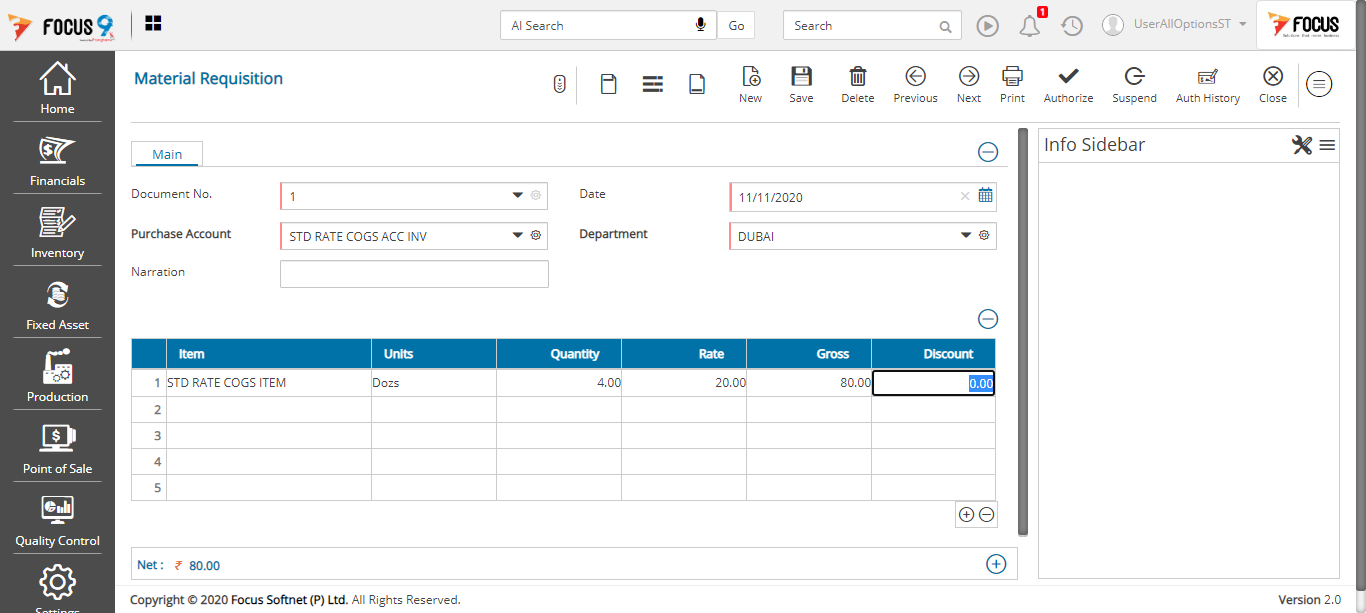 FOCUS 9
AI Search
Go
Search
1
UserAllOptionsST
FOCUS
Home
Financials
Inventory
Fixed Asset
Production
Point of Sale
Quality Control
Settings
Material Requisition
New
Save
Delete
Previous
Next
Print
Authorize
Suspend
Auth History
Close
Main
Document No. 1 Date 11/11/2020
Purchase Account STD RATE COGS ACC INV Department DUBAI
Narration
Item Units Quantity Rate Gross Discount
1 STD RATE COGS ITEM Dozs 4.00 20.00 80.00 0.00
2
3
4
5
Net : ₹ 80.00
Info Sidebar
Copyright © 2020 Focus Softnet (P) Ltd. All Rights Reserved.
Version 2.0